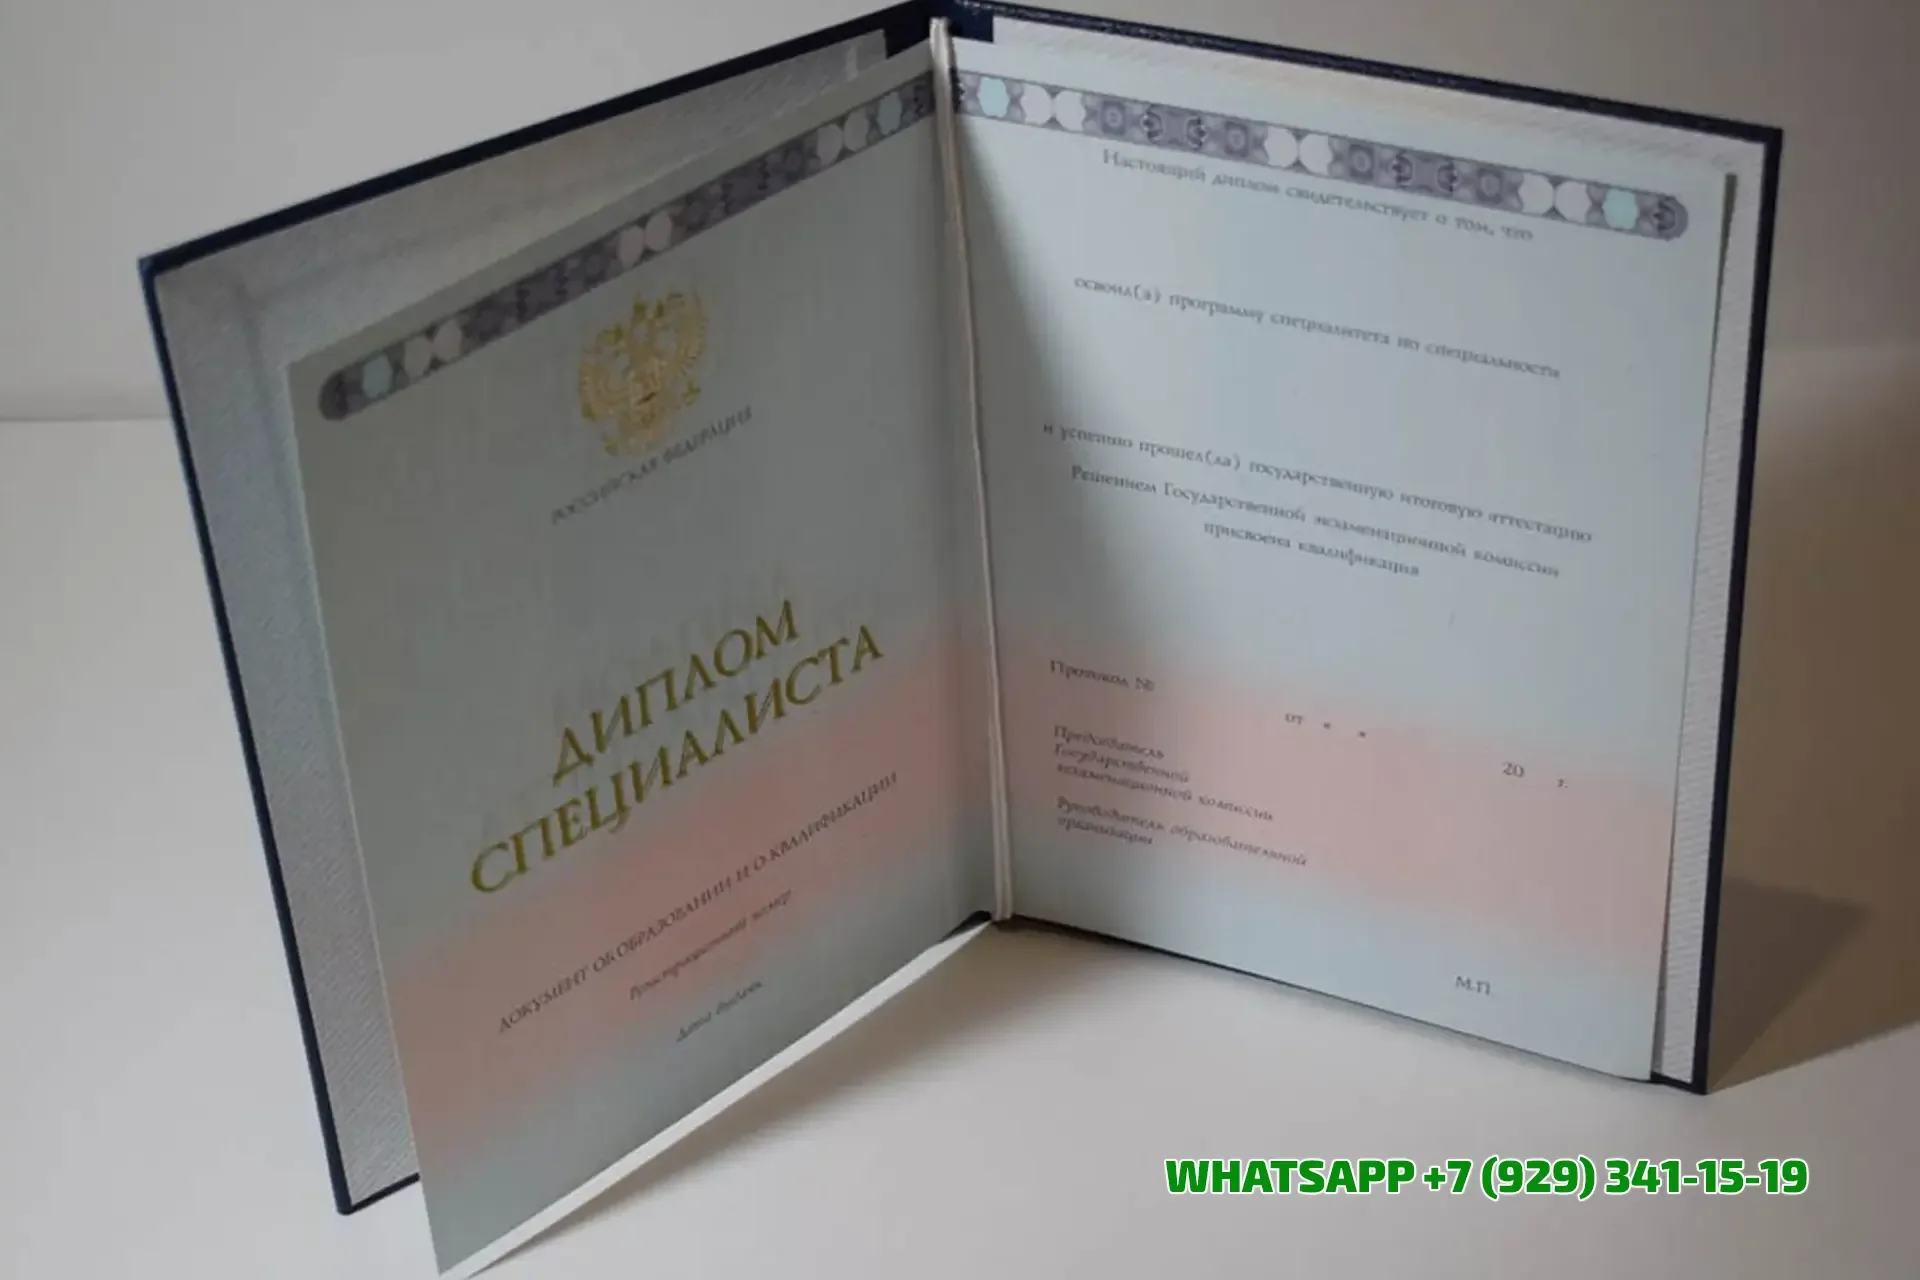 РОССИЙСКАЯ ФЕДЕРАЦИЯ
ДИПЛОМ
СПЕЦИАЛИСТА
ДОКУМЕНТ ОБ ОБРАЗОВАНИИ И О КВАЛИФИКАЦИИ
Регистрационный номер
Дата выдачи
Настоящий диплом свидетельствует о том, что
освоил(а) программу специалитета по специальности
и успешно прошел(ла) государственную итоговую аттестацию
Решением Государственной экзаменационной комиссии
присвоена квалификация
Протокол №
от « »
20 г.
Председатель
Государственной
экзаменационной комиссии
Руководитель образовательной
организации
М.П.
WHATSAPP +7 (929) 341-15-19